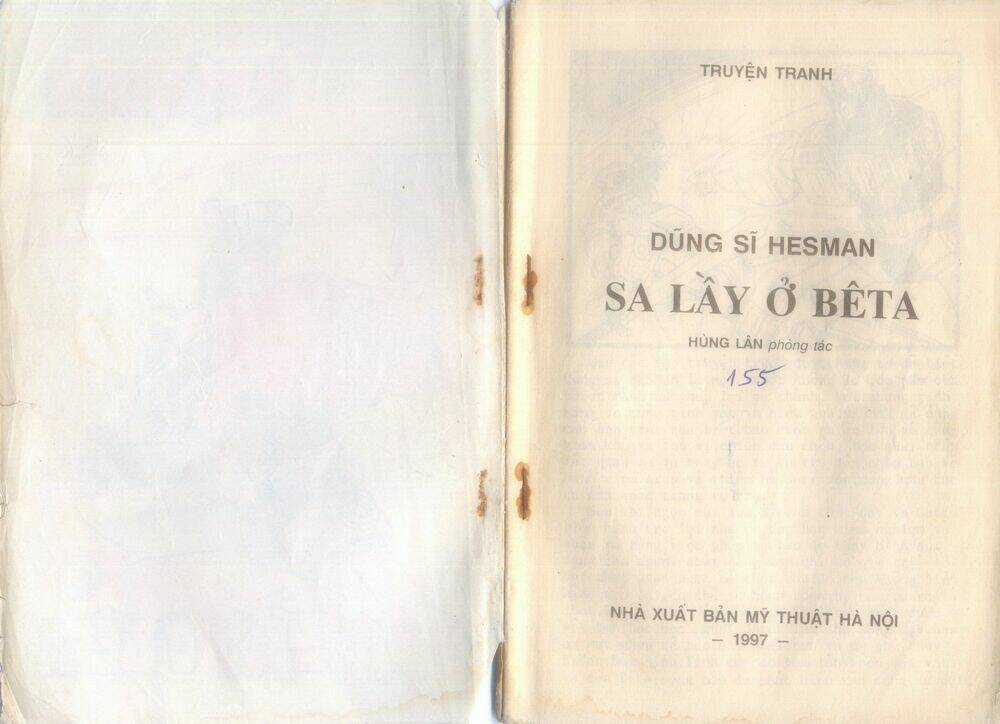 TRUYỆN TRANH
DŨNG SĨ HESMAN
SA LẦY Ở BÊTA
HÙNG LÂN phóng tác
155
NHÀ XUẤT BẢN MỸ THUẬT HÀ NỘI
– 1997 –